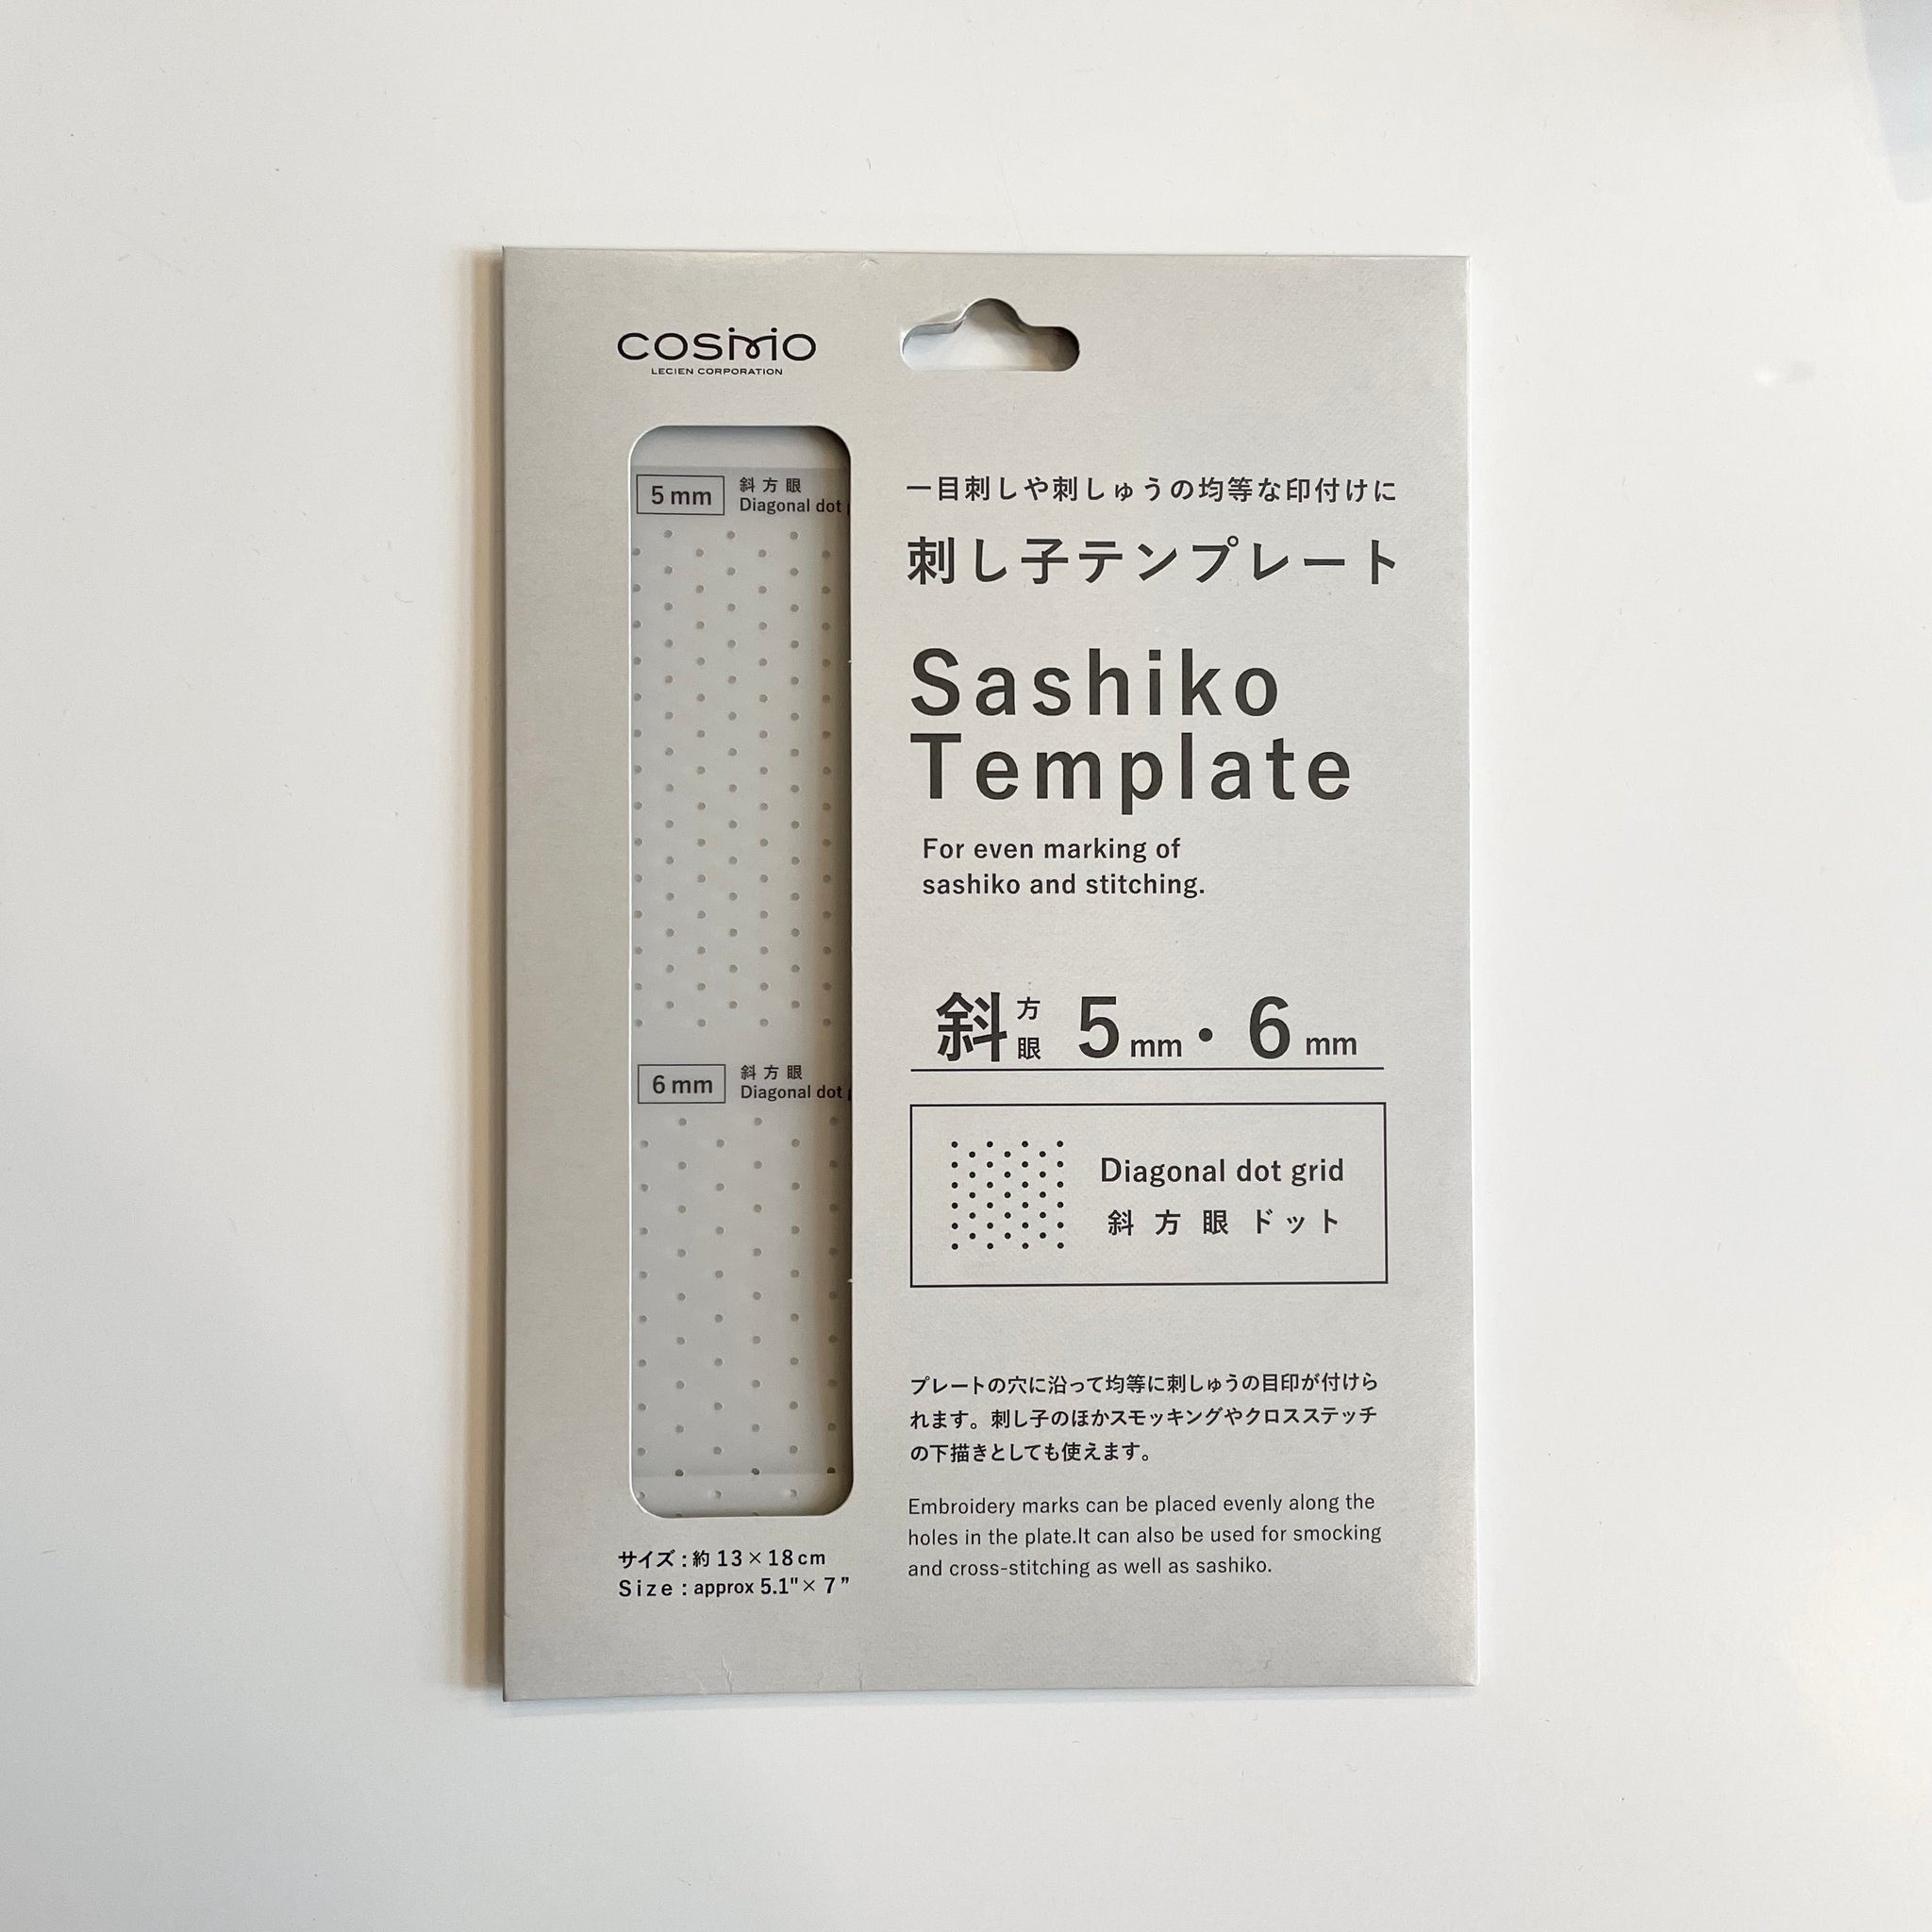 COSMO
LECIEN CORPORATION
5 mm
斜方眼
Diagonal dot
6 mm
斜方眼
Diagonal dot
サイズ : 約 13 × 18 cm
Size : approx 5.1" × 7 ”
一目刺しや刺しゅうの均等な印付けに
刺し子テンプレート
Sashiko
Template
For even marking of
sashiko and stitching.
斜方眼 5 mm・6 mm
Diagonal dot grid
斜方眼ドット
プレートの穴に沿って均等に刺しゅうの目印が付けら
れます。刺し子のほかスモッキングやクロスステッチ
の下描きとしても使えます。
Embroidery marks can be placed evenly along the
holes in the plate.It can also be used for smocking
and cross-stitching as well as sashiko.